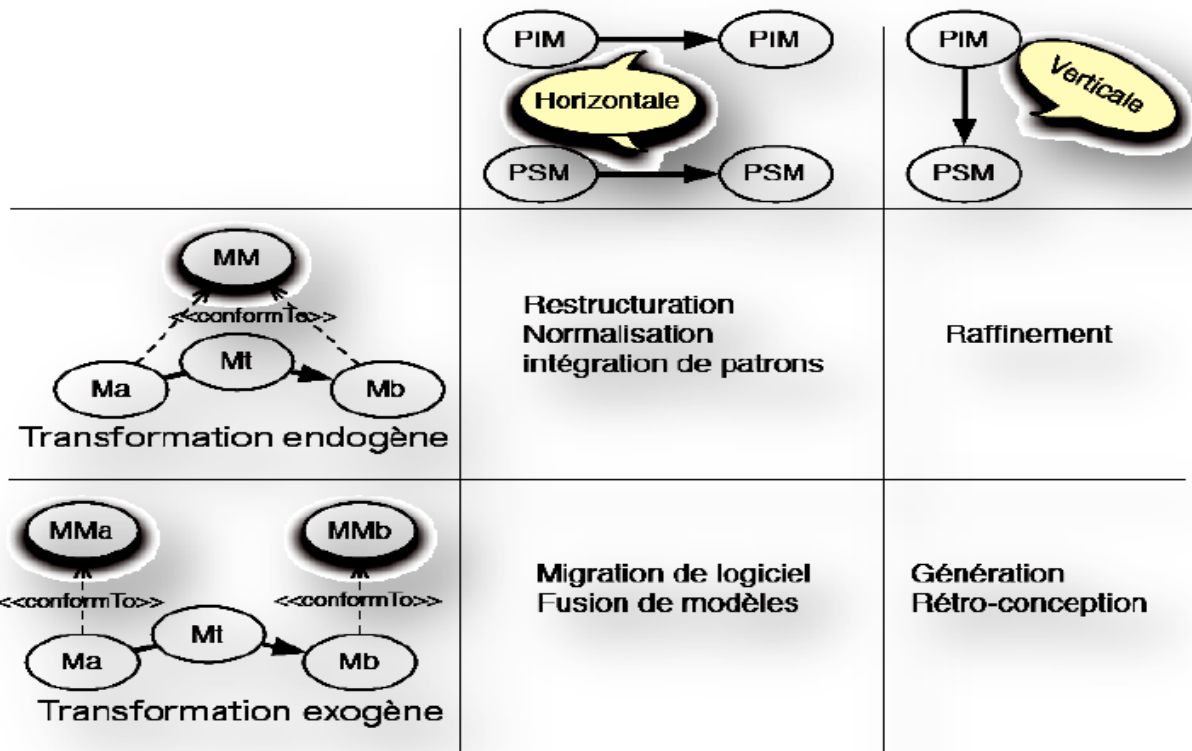 PIM PIM PIM
Horizontale
Verticale
PSM PSM PSM
MM
<<conformTo>>
Mt
Ma Mb
Transformation endogène
Restructuration
Normalisation
intégration de patrons
Raffinement
MMa MMb
<<conformTo>> <<conformTo>>
Mt
Ma Mb
Transformation exogène
Migration de logiciel
Fusion de modèles
Génération
Rétro-conception